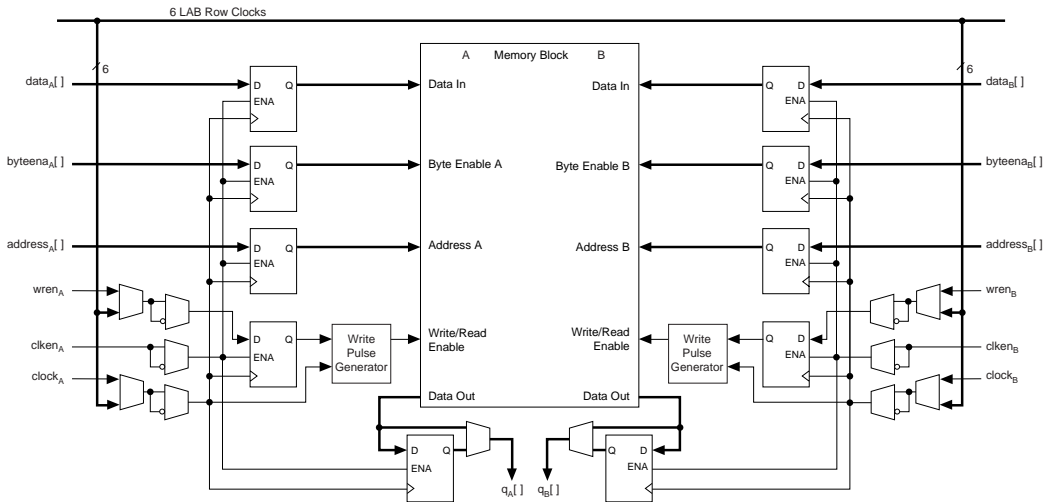 6 LAB Row Clocks
A Memory Block B
6
6
dataA[ ]
D Q
ENA
Data In
Data In
Q D
ENA
dataB[ ]
byteenaA[ ]
D Q
ENA
Byte Enable A
Byte Enable B
Q D
ENA
byteenaB[ ]
addressA[ ]
D Q
ENA
Address A
Address B
Q D
ENA
addressB[ ]
wrenA
wrenB
clkenA
D Q
ENA
Write
Pulse
Generator
Write/Read
Enable
Write/Read
Enable
Write
Pulse
Generator
Q D
ENA
clkenB
clockA
clockB
Data Out
Data Out
D Q
ENA
Q D
ENA
qA[ ]
qB[ ]